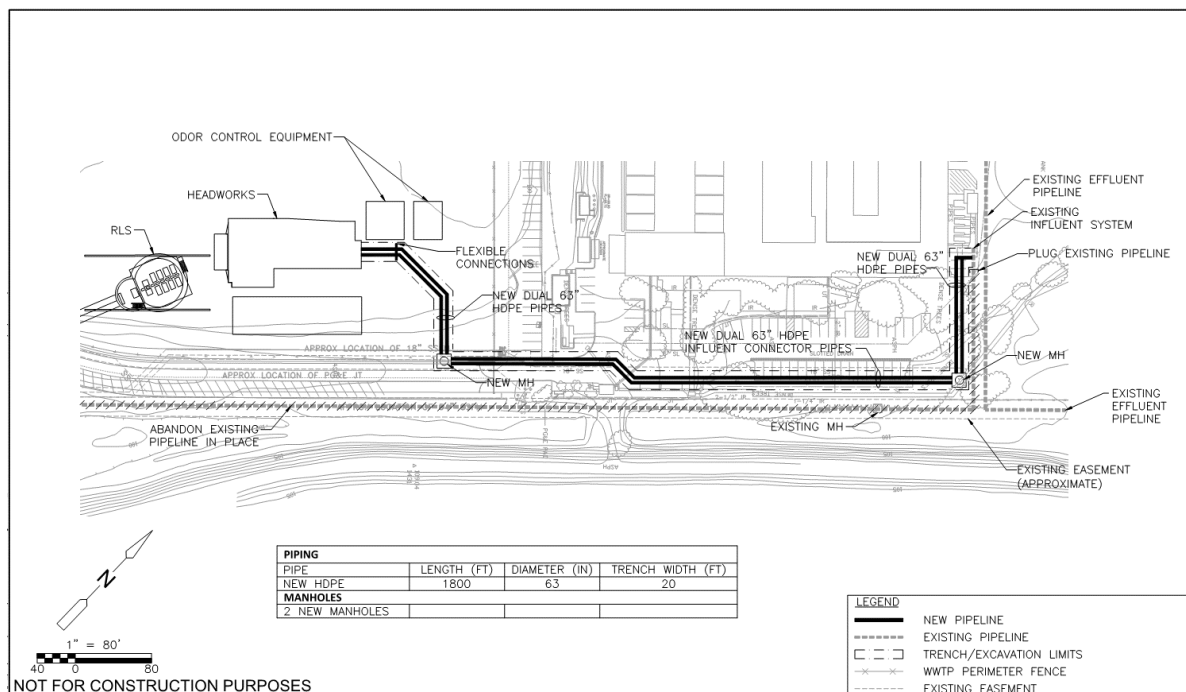 ODOR CONTROL EQUIPMENT
HEADWORKS
RLS
FLEXIBLE
CONNECTIONS
NEW DUAL 63"
HDPE PIPES
EXISTING EFFLUENT
PIPELINE
EXISTING
INFLUENT SYSTEM
PLUG EXISTING PIPELINE
NEW DUAL 63"
HDPE PIPES
NEW DUAL 63" HDPE
INFLUENT CONNECTOR PIPES
APPROX LOCATION OF 18"
APPROX LOCATION OF PG&E JT
NEW MH
NEW MH
ABANDON EXISTING
PIPELINE IN PLACE
EXISTING MH
EXISTING
EFFLUENT
PIPELINE
EXISTING EASEMENT
(APPROXIMATE)
N
1" = 80'
40 0 80
NOT FOR CONSTRUCTION PURPOSES
PIPING
PIPE LENGTH (FT) DIAMETER (IN) TRENCH WIDTH (FT)
NEW HDPE 1800 63 20
MANHOLES
2 NEW MANHOLES
LEGEND
NEW PIPELINE
EXISTING PIPELINE
TRENCH/EXCAVATION LIMITS
WWTP PERIMETER FENCE
EXISTING EASEMENT